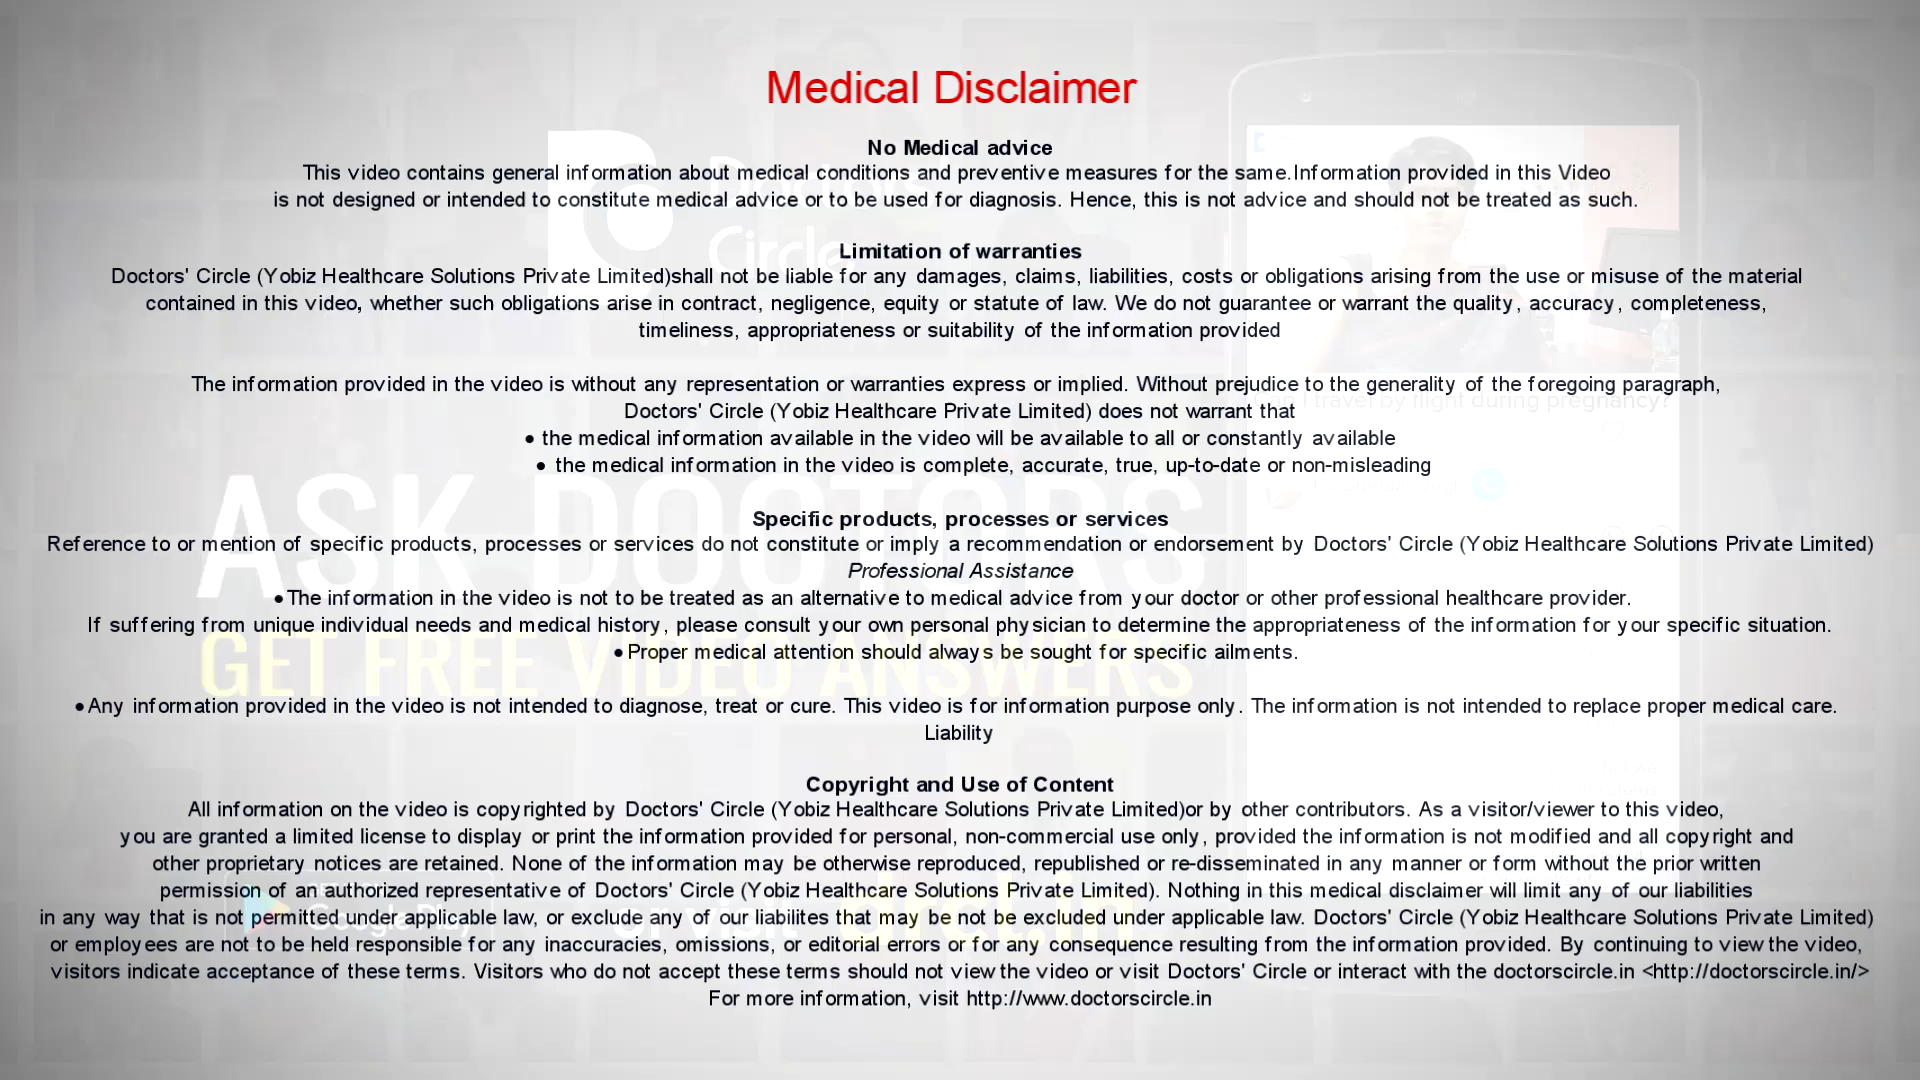 Medical Disclaimer
No Medical advice
This video contains general information about medical conditions and preventive measures for the same.Information provided in this Video
is not designed or intended to constitute medical advice or to be used for diagnosis. Hence, this is not advice and should not be treated as such.
Doctors'
Circle
Limitation of warranties
Doctors' Circle (Yobiz Healthcare Solutions Private Limited)shall not be liable for any damages, claims, liabilities, costs or obligations arising from the use or misuse of the material
contained in this video, whether such obligations arise in contract, negligence, equity or statute of law. We do not guarantee or warrant the quality, accuracy, completeness,
timeliness, appropriateness or suitability of the information provided
The information provided in the video is without any representation or warranties express or implied. Without prejudice to the generality of the foregoing paragraph,
Can I travel by flight during pregnancy?
Doctors' Circle (Yobiz Healthcare Private Limited) does not warrant that
• the medical information available in the video will be available to all or constantly available
• the medical information in the video is complete, accurate, true, up-to-date or non-misleading
ASK DOCTORS
Specific products, processes or services
Reference to or mention of specific products, processes or services do not constitute or imply a recommendation or endorsement by Doctors' Circle (Yobiz Healthcare Solutions Private Limited)
Professional Assistance
•The information in the video is not to be treated as an alternative to medical advice from your doctor or other professional healthcare provider.
If suffering from unique individual needs and medical history, please consult your own personal physician to determine the appropriateness of the information for your specific situation.
GET FREE VIDEO ANSWERS
•Proper medical attention should always be sought for specific ailments.
•Any information provided in the video is not intended to diagnose, treat or cure. This video is for information purpose only. The information is not intended to replace proper medical care.
Liability
Copyright and Use of Content
All information on the video is copyrighted by Doctors' Circle (Yobiz Healthcare Solutions Private Limited)or by other contributors. As a visitor/viewer to this video,
you are granted a limited license to display or print the information provided for personal, non-commercial use only, provided the information is not modified and all copyright and
other proprietary notices are retained. None of the information may be otherwise reproduced, republished or re-disseminated in any manner or form without the prior written
permission of an authorized representative of Doctors' Circle (Yobiz Healthcare Solutions Private Limited). Nothing in this medical disclaimer will limit any of our liabilities
in any way that is not permitted under applicable law, or exclude any of our liabilites that may be not be excluded under applicable law. Doctors' Circle (Yobiz Healthcare Solutions Private Limited)
Google Play or visit drcl.in
or employees are not to be held responsible for any inaccuracies, omissions, or editorial errors or for any consequence resulting from the information provided. By continuing to view the video,
visitors indicate acceptance of these terms. Visitors who do not accept these terms should not view the video or visit Doctors' Circle or interact with the doctorscircle.in <http://doctorscircle.in/>
For more information, visit http://www.doctorscircle.in